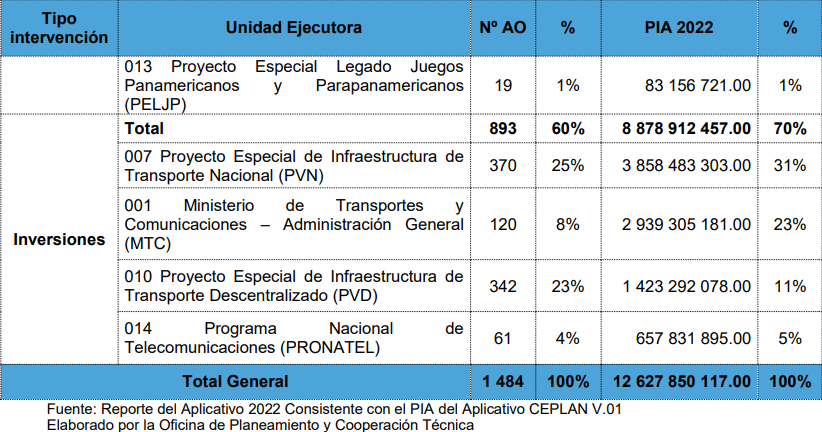 Tipo intervención Unidad Ejecutora Nº AO % PIA 2022 %
013 Proyecto Especial Legado Juegos
Panamericanos y Parapanamericanos
(PELJP) 19 1% 83 156 721.00 1%
Total 893 60% 8 878 912 457.00 70%
007 Proyecto Especial de Infraestructura de
Transporte Nacional (PVN) 370 25% 3 858 483 303.00 31%
001 Ministerio de Transportes y
Comunicaciones – Administración General
(MTC) 120 8% 2 939 305 181.00 23%
Inversiones
010 Proyecto Especial de Infraestructura de
Transporte Descentralizado (PVD) 342 23% 1 423 292 078.00 11%
014 Programa Nacional de
Telecomunicaciones (PRONATEL) 61 4% 657 831 895.00 5%
Total General 1 484 100% 12 627 850 117.00 100%
Fuente: Reporte del Aplicativo 2022 Consistente con el PIA del Aplicativo CEPLAN V.01
Elaborado por la Oficina de Planeamiento y Cooperación Técnica